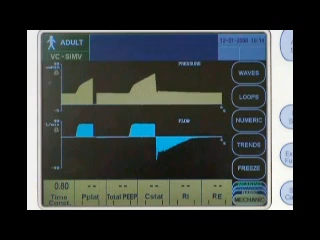 ADULT
VC - SIMV
PRESSURE
WAVES
LOOPS
FLOW
NUMERIC
TRENDS
FREEZE
0.80 -- -- -- -- --
Time Const. Pplat Total PEEP Cstat Ri RE
MECHANIC